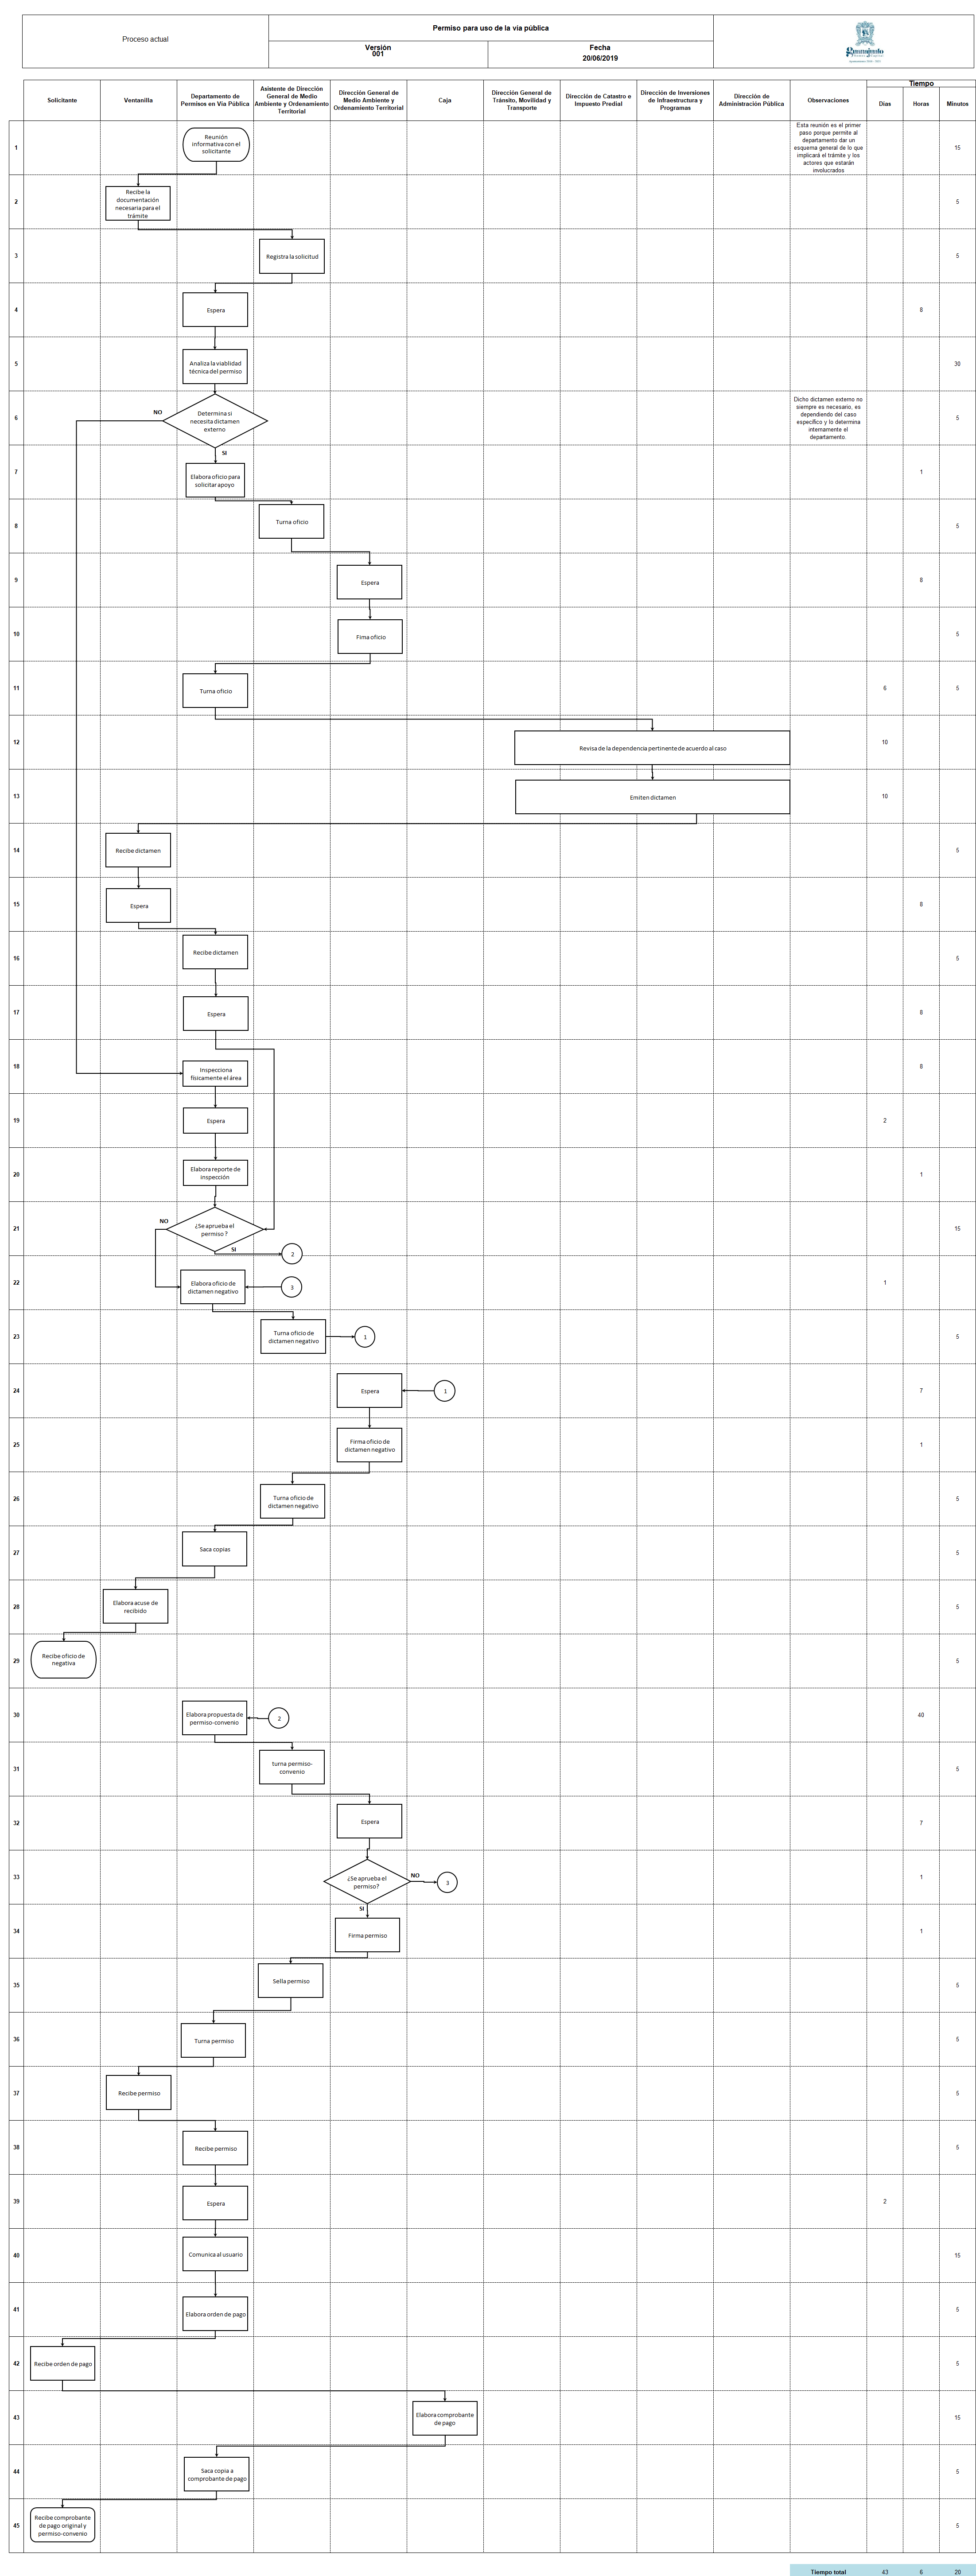 Proceso actual
Permiso para uso de la vía pública
Versión
001
Fecha
20/06/2019
Guanajuato
Solicitante
Ventanilla
Departamento de
Permisos en Vía Pública
Asistente de Dirección
General de Medio
Ambiente y Ordenamiento
Territorial
Dirección General de
Medio Ambiente y
Ordenamiento Territorial
Caja
Dirección General de
Tránsito, Movilidad y
Transporte
Dirección de Catastro e
Impuesto Predial
Dirección de Inversiones
de Infraestructura y
Programas
Dirección de
Administración Pública
Observaciones
Tiempo
Días
Horas
Minutos
1
Reunión
informativa con el
solicitante
Esta reunión es el primer
paso porque permite al
departamento dar un
esquema general de lo que
implicará el trámite y los
actores que estarán
involucrados
15
2
Recibe la
documentación
necesaria para el
trámite
5
3
Registra la solicitud
5
4
Espera
8
5
Analiza la viablidad
técnica del permiso
30
6
NO
Determina si
necesita dictamen
externo
SI
Dicho dictamen externo no
siempre es necesario, es
dependiendo del caso
específico y lo determina
internamente el
departamento.
5
7
Elabora oficio para
solicitar apoyo
1
8
Turna oficio
5
9
Espera
8
10
Fima oficio
5
11
Turna oficio
6
5
12
Revisa de la dependencia pertinente de acuerdo al caso
10
13
Emiten dictamen
10
14
Recibe dictamen
5
15
Espera
8
16
Recibe dictamen
5
17
Espera
8
18
Inspecciona
físicamente el área
8
19
Espera
2
20
Elabora reporte de
inspección
1
21
NO
¿Se aprueba el
permiso ?
SI
2
15
22
Elabora oficio de
dictamen negativo
3
1
23
Turna oficio de
dictamen negativo
1
5
24
Espera
1
7
25
Firma oficio de
dictamen negativo
1
26
Turna oficio de
dictamen negativo
5
27
Saca copias
5
28
Elabora acuse de
recibido
5
29
Recibe oficio de
negativa
5
30
Elabora propuesta de
permiso-convenio
2
40
31
turna permiso-
convenio
5
32
Espera
7
33
¿Se aprueba el
permiso?
NO
3
SI
1
34
Firma permiso
1
35
Sella permiso
5
36
Turna permiso
5
37
Recibe permiso
5
38
Recibe permiso
5
39
Espera
2
40
Comunica al usuario
15
41
Elabora orden de pago
5
42
Recibe orden de pago
5
43
Elabora comprobante
de pago
15
44
Saca copia a
comprobante de pago
5
45
Recibe comprobante
de pago original y
permiso-convenio
5
Tiempo total
43
6
20